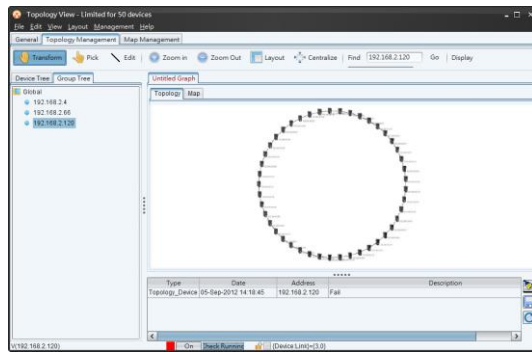 Topology View - Limited for 50 devices
File Edit View Layout Management Help
General Topology Management Map Management
Transform Pick Edit Zoom in Zoom Out Layout Centralize Find 192.168.2.120 Go Display
Device Tree Group Tree
Untitled Graph
Global
Topology Map
192.168.2.4
192.168.2.66
192.168.2.120
Type Date Address Description
Topology_Device 05-Sep-2012 14:18:45 192.168.2.120 Fail
V(192.168.2.120) On Check Running (Device:Link)=(3,0)